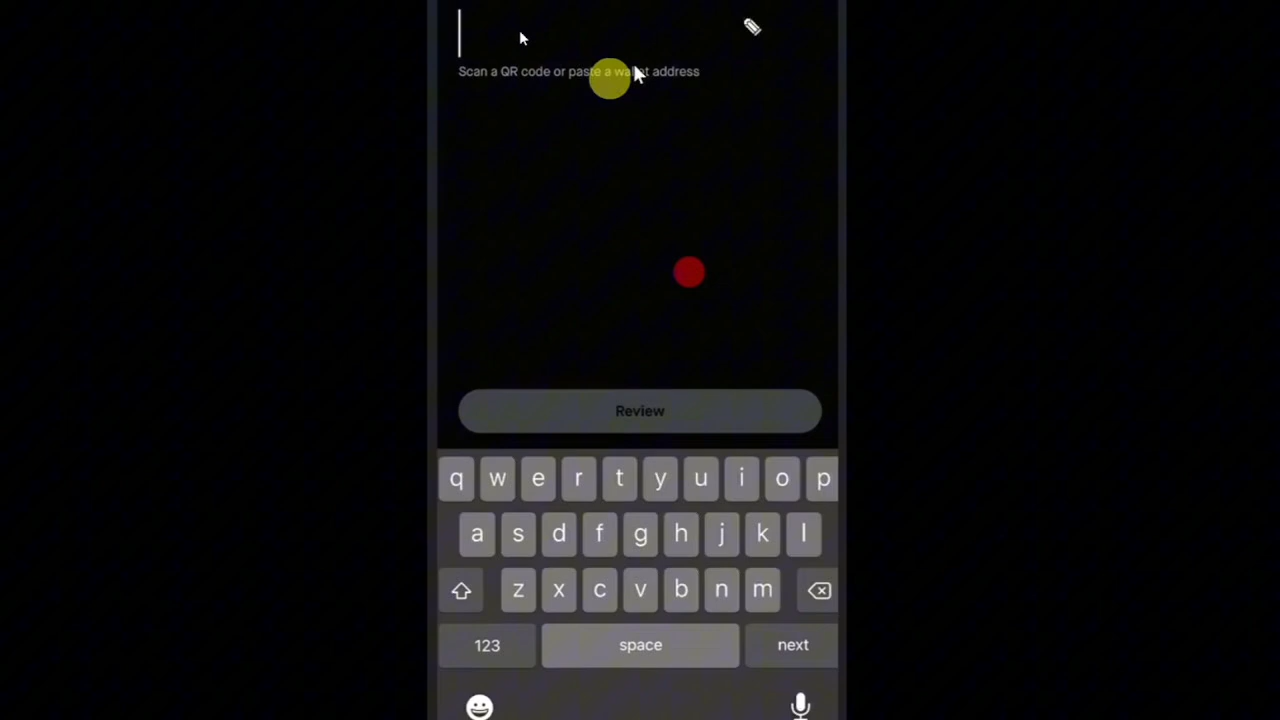 Scan a QR code or paste a wallet address
Review
q w e r t y u i o p
a s d f g h j k l
z x c v b n m
123 space next